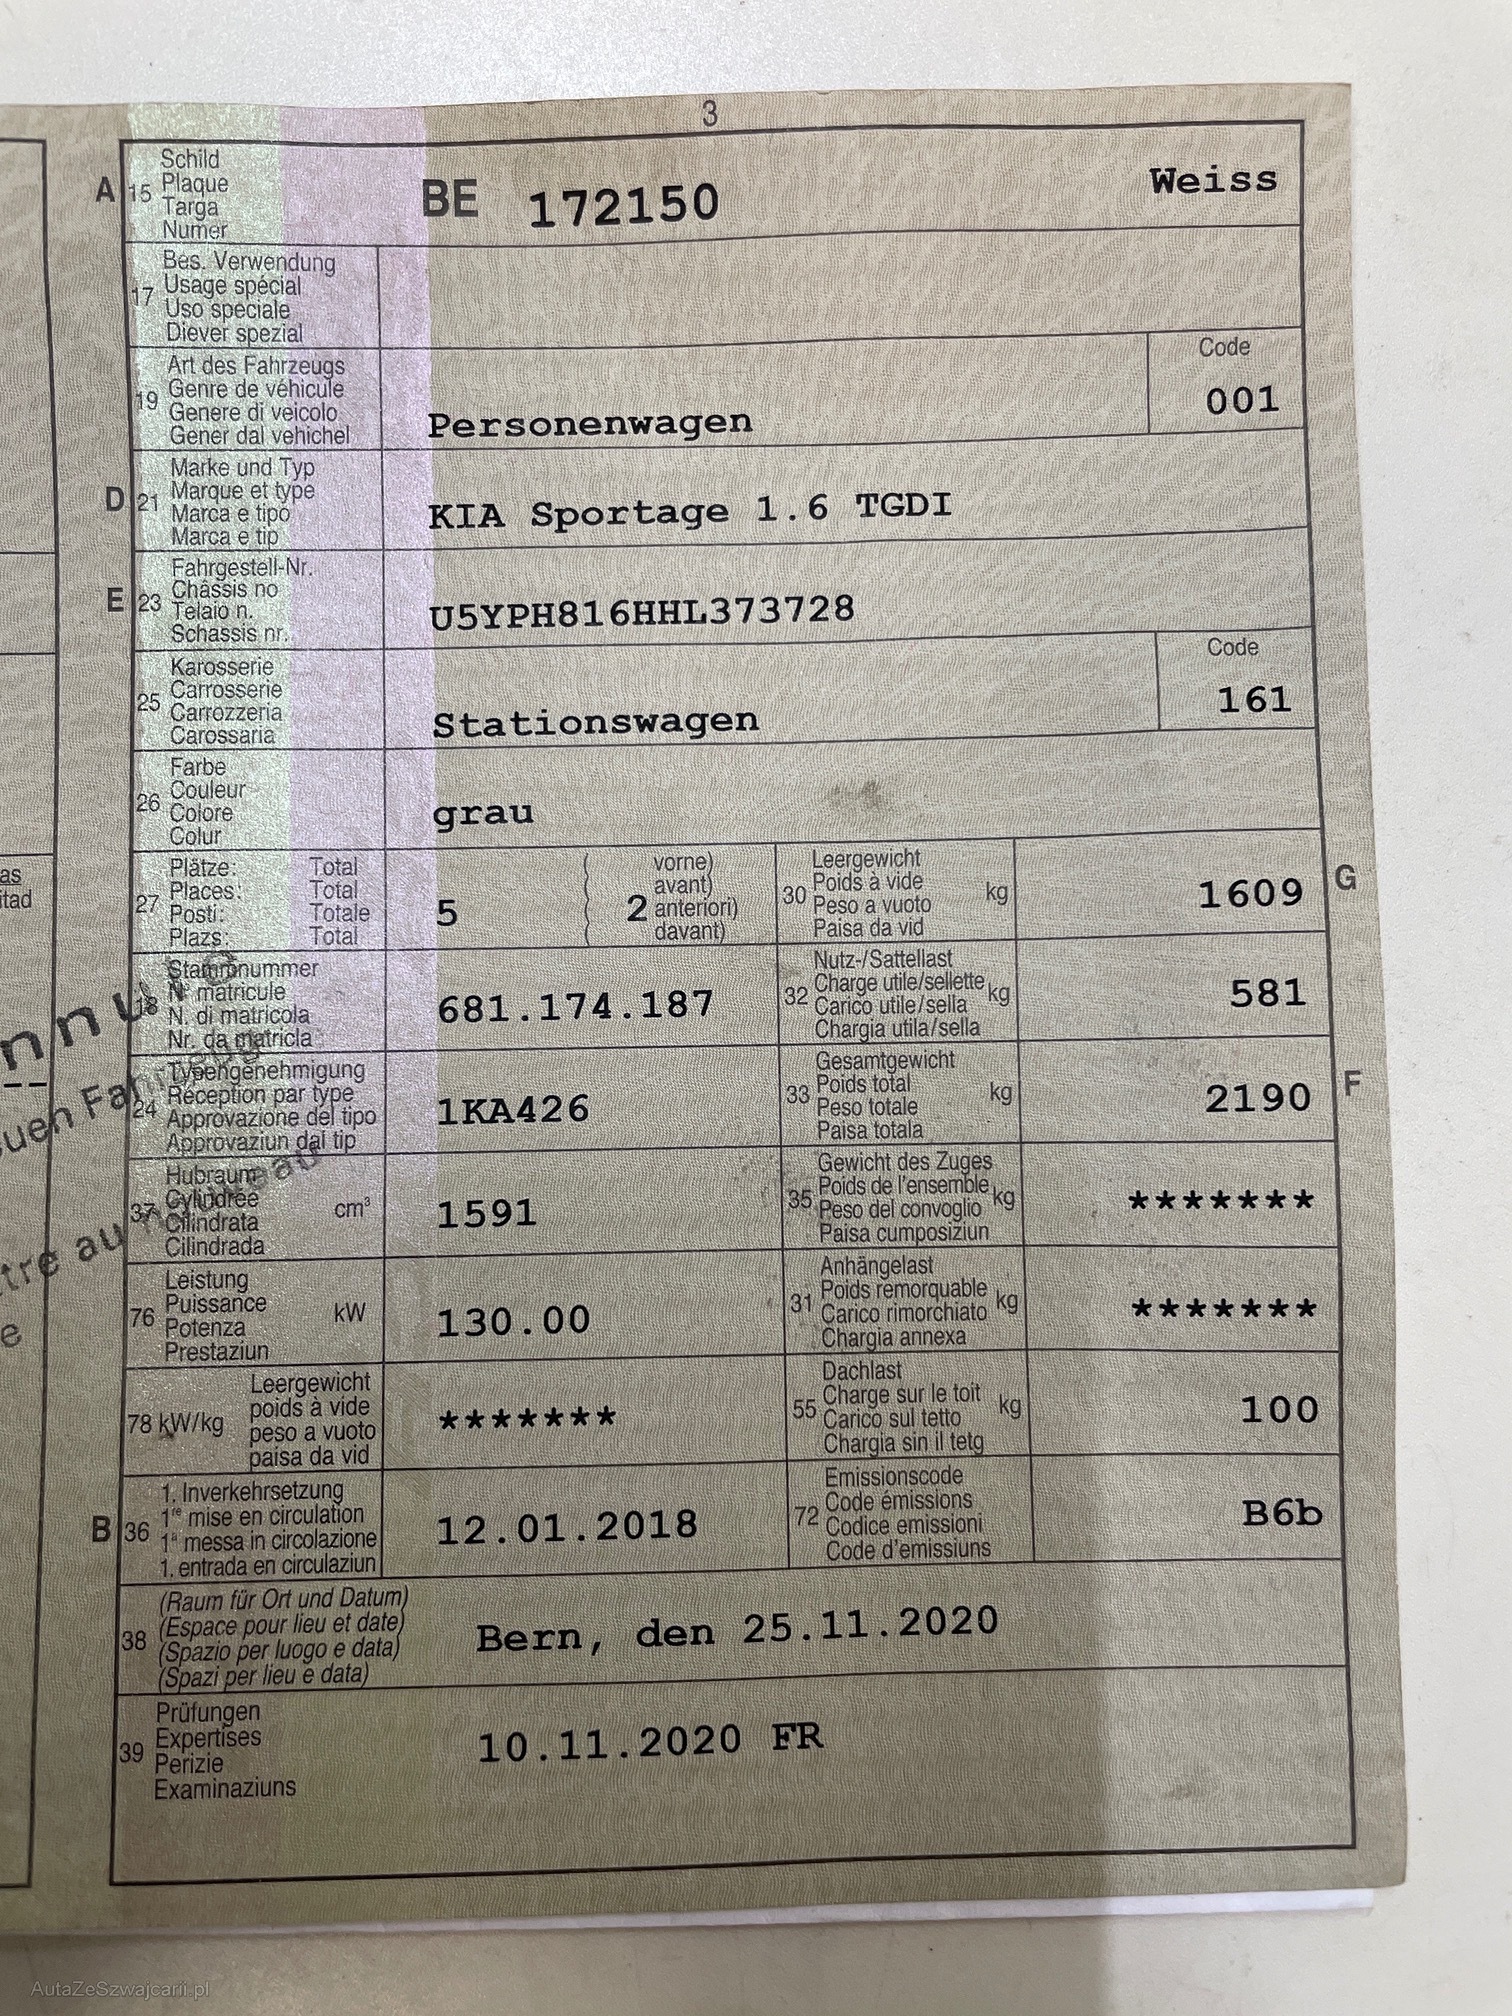 3
A 15 Schild
Plaque
Targa
Numer
BE 172150 Weiss
17 Bes. Verwendung
Usage spécial
Uso speciale
Diever spezial
19 Art des Fahrzeugs
Genre de véhicule
Genere di veicolo
Gener dal vehichel
Personenwagen
Code
001
D 21 Marke und Typ
Marque et type
Marca e tipo
Marca e tip
KIA Sportage 1.6 TGDI
E 23 Fahrgestell-Nr.
Châssis no
Telaio n.
Schassis nr.
U5YPH816HHL373728
25 Karosserie
Carrosserie
Carrozzeria
Carossaria
Stationswagen
Code
161
26 Farbe
Couleur
Colore
Colur
grau
27 Plätze: Total
Places: Total
Posti: Totale
Plazs: Total
5
( vorne)
( avant)
( 2 anteriori)
( davant)
30 Leergewicht
Poids à vide
Peso a vuoto
Paisa da vid
kg
1609
G
18 Stammnummer
N° matricule
N. di matricola
Nr. da matricla
681.174.187
32 Nutz-/Sattellast
Charge utile/sellette
Carico utile/sella
Chargia utila/sella
kg
581
24 Typengenehmigung
Réception par type
Approvazione del tipo
Approvaziun dal tip
1KA426
33 Gesamtgewicht
Poids total
Peso totale
Paisa totala
kg
2190
F
37 Hubraum
Cylindrée
Cilindrata
Cilindrada
cm³
1591
35 Gewicht des Zuges
Poids de l'ensemble
Peso del convoglio
Paisa cumposiziun
kg
*******
76 Leistung
Puissance
Potenza
Prestaziun
kW
130.00
31 Anhängelast
Poids remorquable
Carico rimorchiato
Chargia annexa
kg
*******
78 kW/kg
Leergewicht
poids à vide
peso a vuoto
paisa da vid
*******
55 Dachlast
Charge sur le toit
Carico sul tetto
Chargia sin il tetg
kg
100
B 36 1. Inverkehrsetzung
1re mise en circulation
1a messa in circolazione
1. entrada en circulaziun
12.01.2018
72 Emissionscode
Code émissions
Codice emissioni
Code d'emissiuns
B6b
38 (Raum für Ort und Datum)
(Espace pour lieu et date)
(Spazio per luogo e data)
(Spazi per lieu e data)
Bern, den 25.11.2020
39 Prüfungen
Expertises
Perizie
Examinaziuns
10.11.2020 FR
AutaZeSzwajcarii.pl